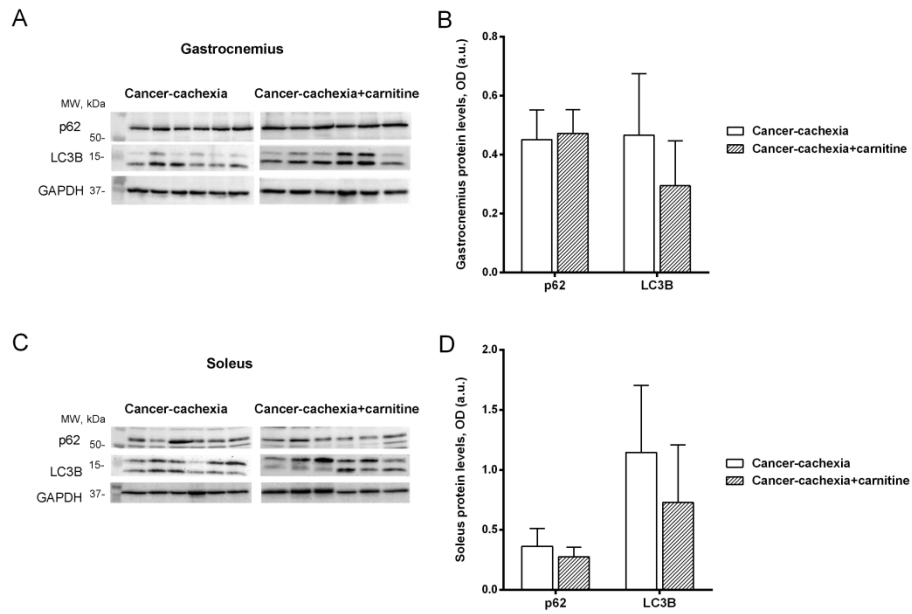 A
Gastrocnemius
Cancer-cachexia Cancer-cachexia+carnitine
MW, kDa
p62
50-
LC3B 15-
GAPDH 37-
B
Gastrocnemius protein levels, OD (a.u.)
0.8
0.6
0.4
0.2
0.0
p62 LC3B
Cancer-cachexia
Cancer-cachexia+carnitine
C
Soleus
Cancer-cachexia Cancer-cachexia+carnitine
MW, kDa
p62
50-
15-
LC3B
GAPDH 37-
D
Soleus protein levels, OD (a.u.)
2.0
1.5
1.0
0.5
0.0
p62 LC3B
Cancer-cachexia
Cancer-cachexia+carnitine